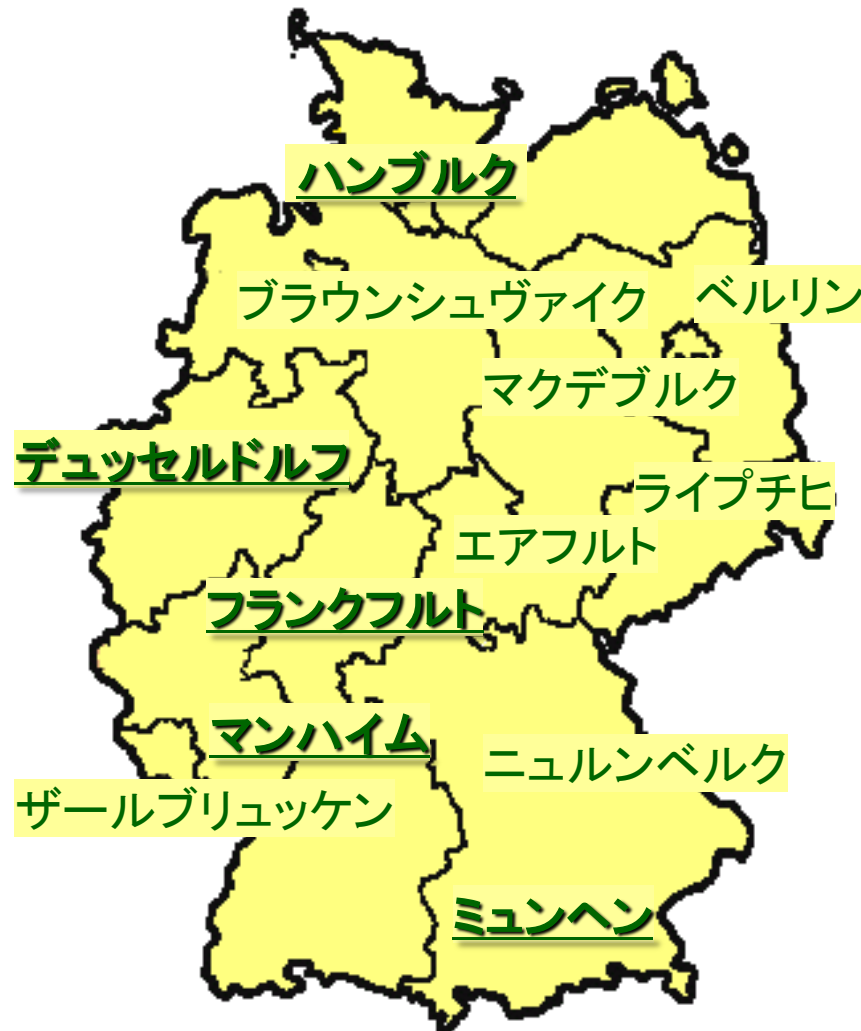 ハンブルク
ブラウンシュヴァイク
ベルリン
マクデブルク
デュッセルドルフ
ライプチヒ
エアフルト
フランクフルト
マンハイム
ニュルンベルク
ザールブリュッケン
ミュンヘン